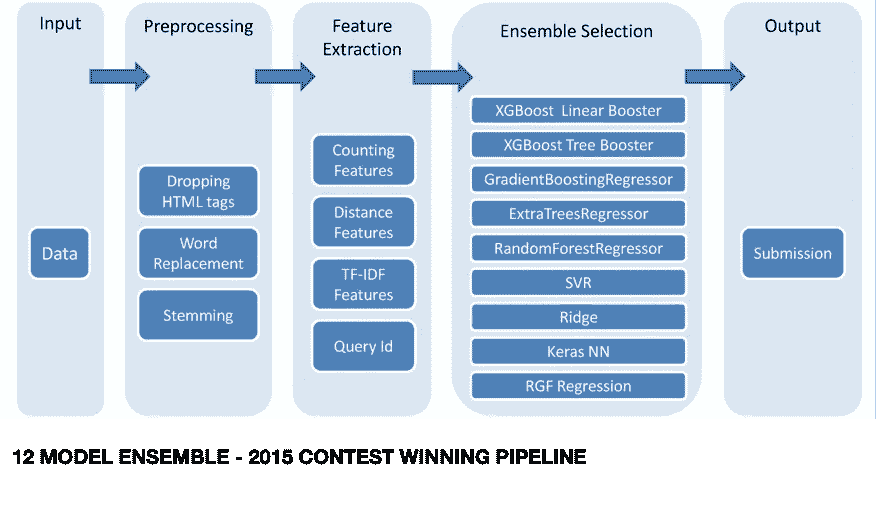 Input
Data
Preprocessing
Dropping
HTML tags
Word
Replacement
Stemming
Feature
Extraction
Counting
Features
Distance
Features
TF-IDF
Features
Query Id
Ensemble Selection
XGBoost Linear Booster
XGBoost Tree Booster
GradientBoostingRegressor
ExtraTreesRegressor
RandomForestRegressor
SVR
Ridge
Keras NN
RGF Regression
Output
Submission
12 MODEL ENSEMBLE - 2015 CONTEST WINNING PIPELINE